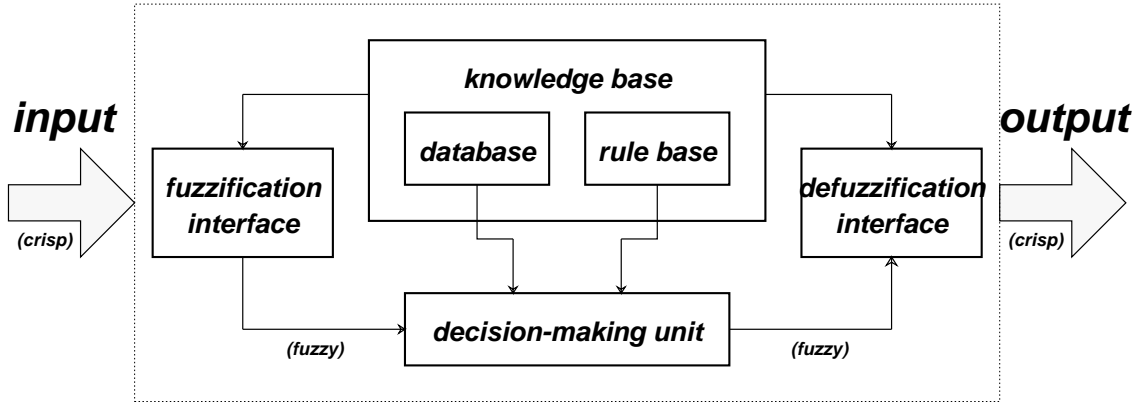 knowledge base
input
output
database
rule base
fuzzification
interface
defuzzification
interface
(crisp)
(crisp)
decision-making unit
(fuzzy)
(fuzzy)